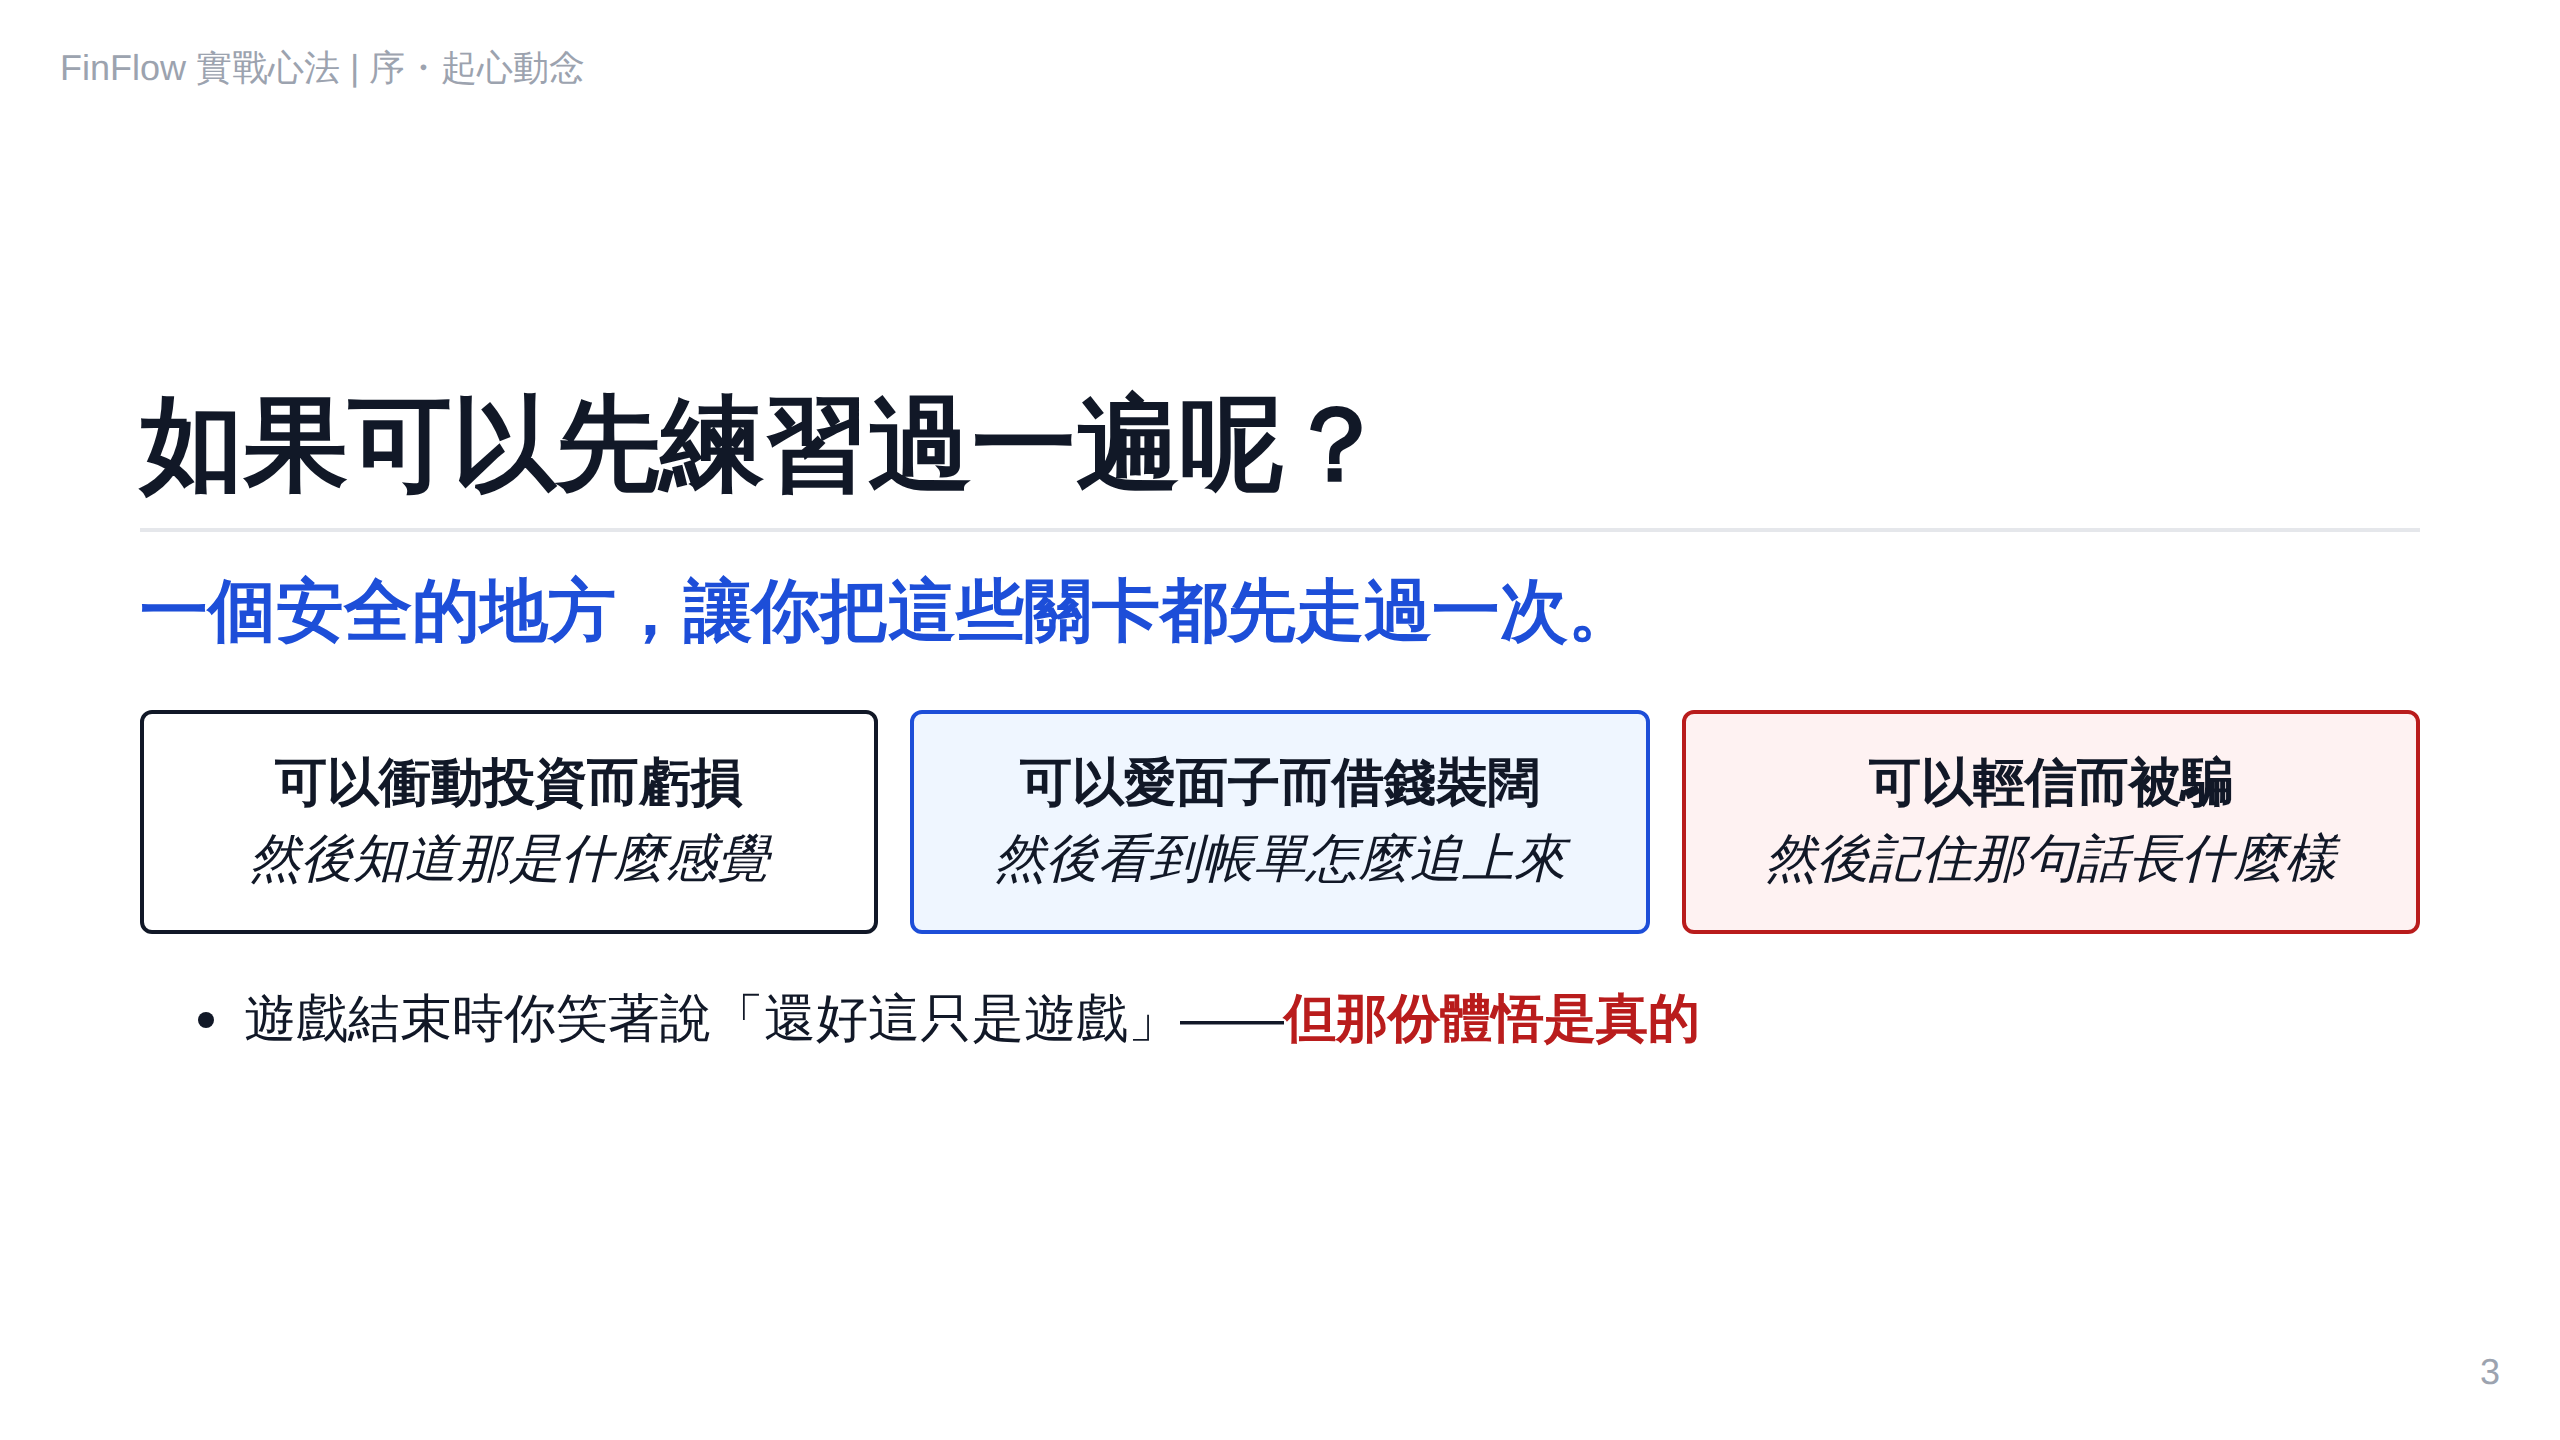 FinFlow 實戰心法 | 序・起心動念
如果可以先練習過一遍呢？
一個安全的地方，讓你把這些關卡都先走過一次。
可以衝動投資而虧損
然後知道那是什麼感覺
可以愛面子而借錢裝闊
然後看到帳單怎麼追上來
可以輕信而被騙
然後記住那句話長什麼樣
• 遊戲結束時你笑著說「還好這只是遊戲」——但那份體悟是真的
3